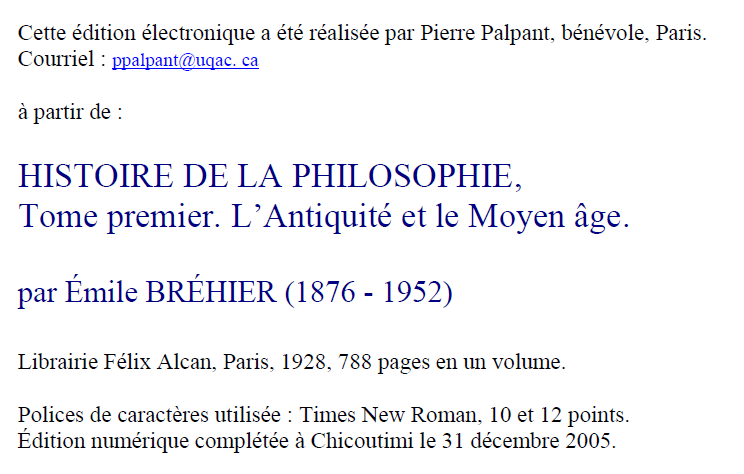 Cette édition électronique a été réalisée par Pierre Palpant, bénévole, Paris.
Courriel : ppalpant@uqac. ca
à partir de :
HISTOIRE DE LA PHILOSOPHIE,
Tome premier. L’Antiquité et le Moyen âge.
par Émile BRÉHIER (1876 - 1952)
Librairie Félix Alcan, Paris, 1928, 788 pages en un volume.
Polices de caractères utilisée : Times New Roman, 10 et 12 points.
Édition numérique complétée à Chicoutimi le 31 décembre 2005.